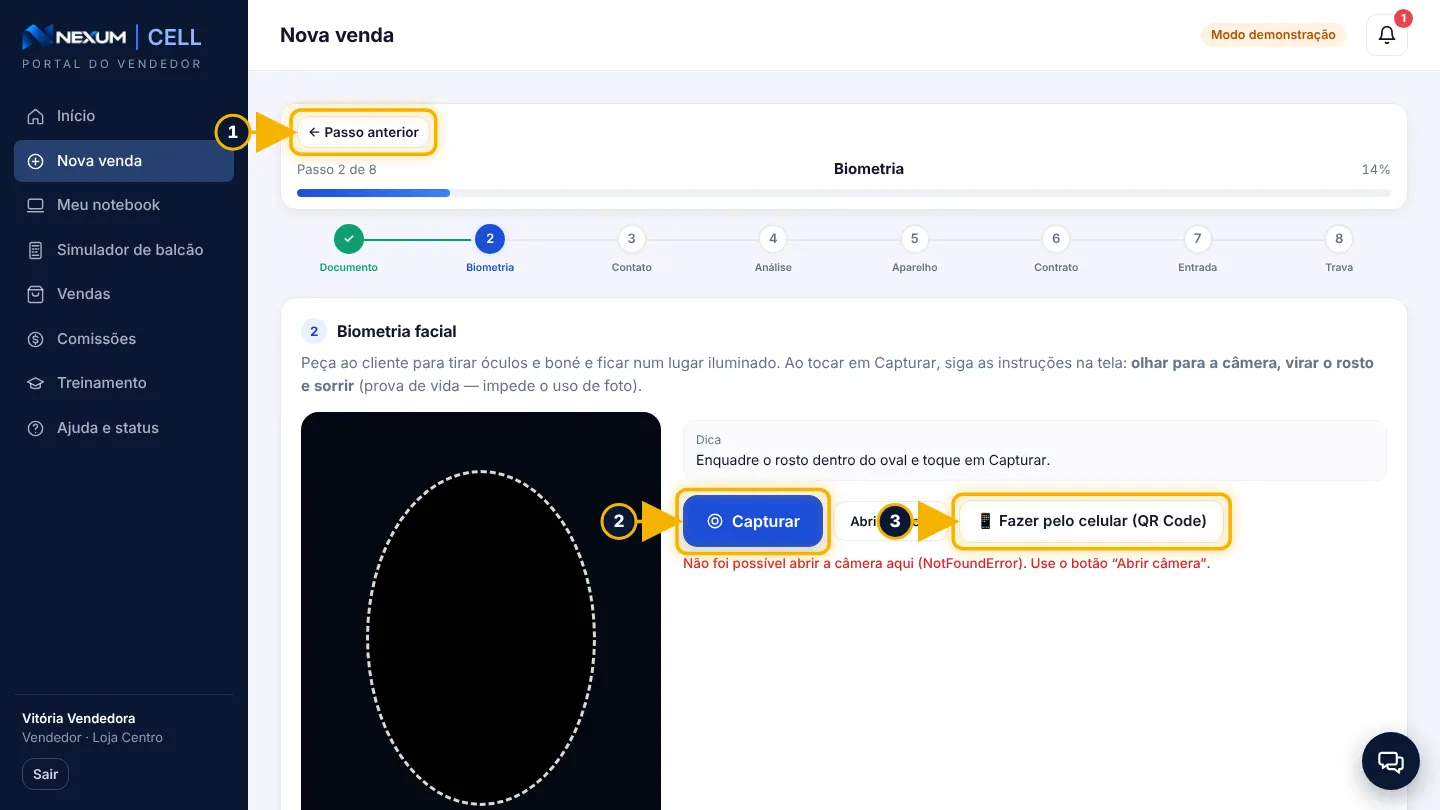 NEXUM | CELL
PORTAL DO VENDEDOR
Início
Nova venda
Meu notebook
Simulador de balcão
Vendas
Comissões
Treinamento
Ajuda e status
Vitória Vendedora
Vendedor · Loja Centro
Sair
Nova venda
Modo demonstração
1
1
← Passo anterior
Passo 2 de 8
Biometria
14%
2
3
4
5
6
7
8
Documento
Biometria
Contato
Análise
Aparelho
Contrato
Entrada
Trava
2 Biometria facial
Peça ao cliente para tirar óculos e boné e ficar num lugar iluminado. Ao tocar em Capturar, siga as instruções na tela: olhar para a câmera, virar o rosto
e sorrir (prova de vida — impede o uso de foto).
Dica
Enquadre o rosto dentro do oval e toque em Capturar.
2
Capturar
3
Fazer pelo celular (QR Code)
Não foi possível abrir a câmera aqui (NotFoundError). Use o botão “Abrir câmera”.